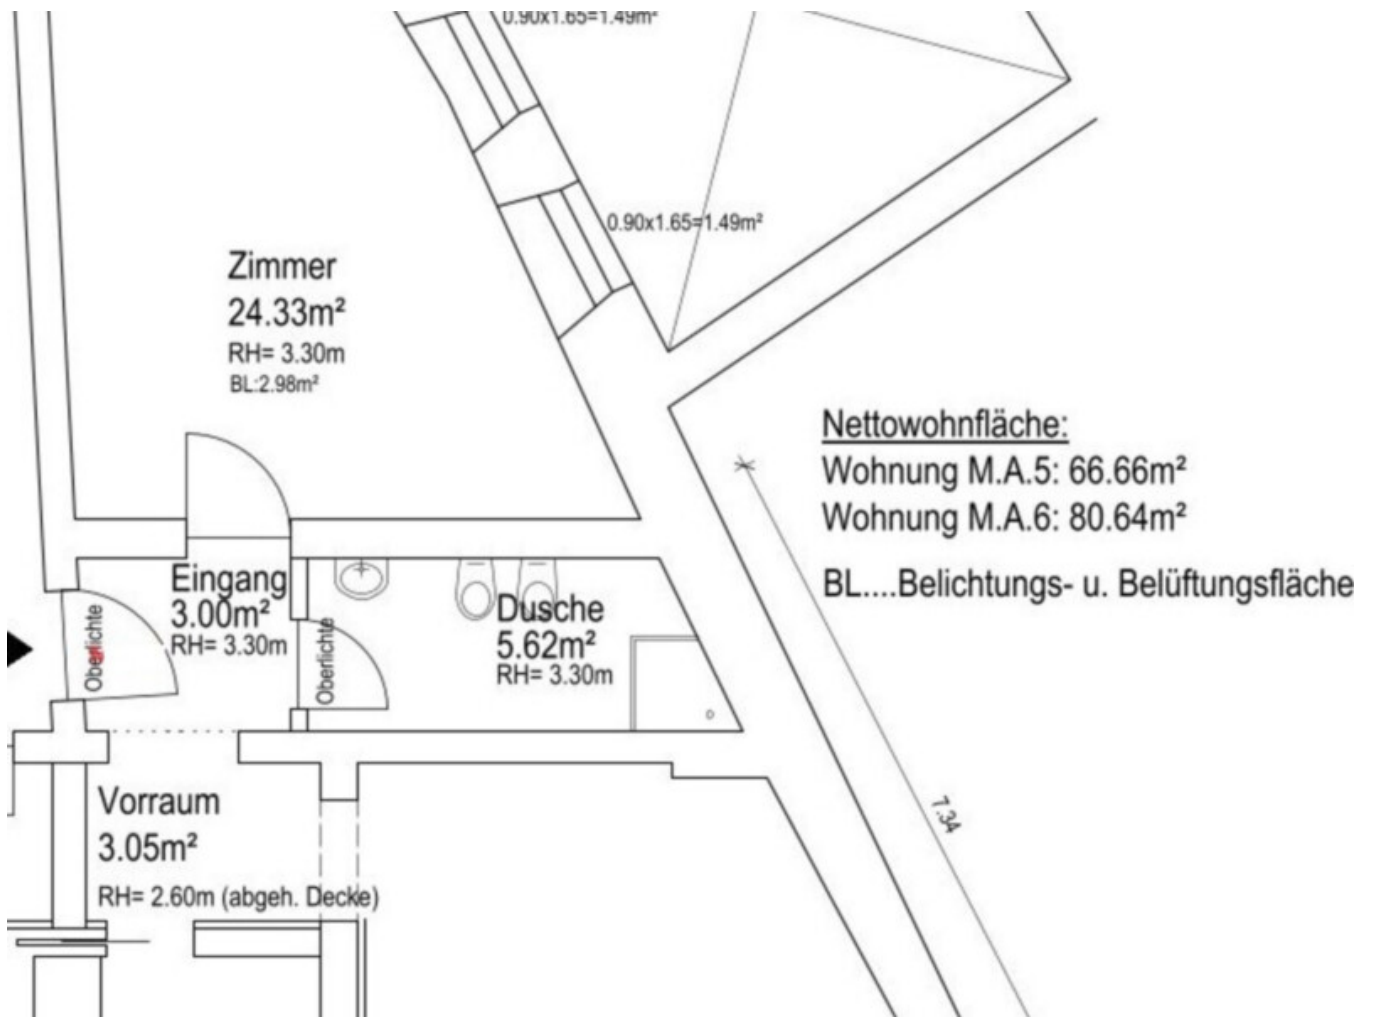 0.90x1.65=1.49m²
0.90x1.65=1.49m²
Zimmer
24.33m²
RH= 3.30m
BL:2.98m²
Nettowohnfläche:
Wohnung M.A.5: 66.66m²
Wohnung M.A.6: 80.64m²
BL....Belichtungs- u. Belüftungsfläche
Eingang
3.00m²
RH= 3.30m
Oberlichte
Oberlichte
Dusche
5.62m²
RH= 3.30m
Vorraum
3.05m²
RH= 2.60m (abgeh. Decke)
7.34